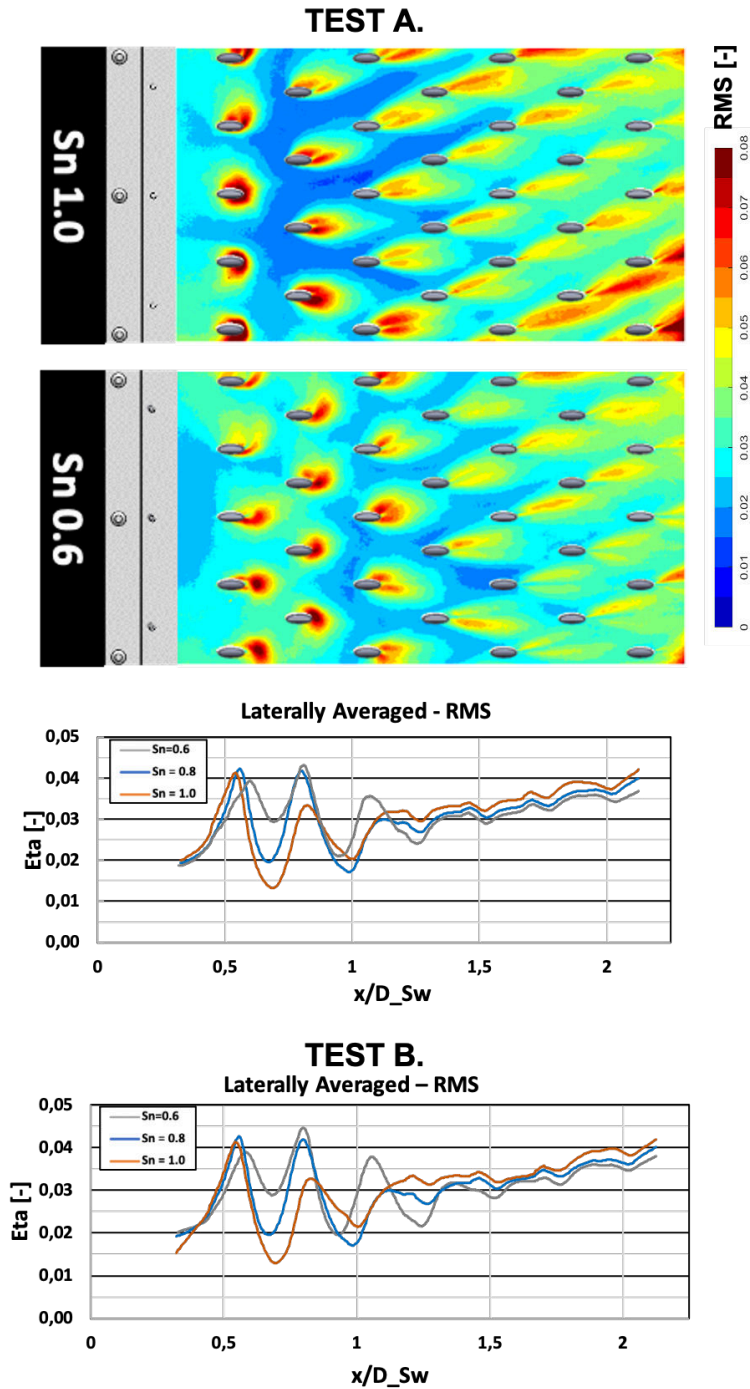 TEST A.
Sn 1.0
RMS [-]
0.08
0.07
0.06
0.05
0.04
0.03
0.02
0.01
0
Sn 0.6
Laterally Averaged - RMS
Eta [-]
0,05
0,04
0,03
0,02
0,01
0,00
Sn=0.6
Sn = 0.8
Sn = 1.0
0 0,5 1 1,5 2
x/D_Sw
TEST B.
Laterally Averaged – RMS
Eta [-]
0,05
0,04
0,03
0,02
0,01
0,00
Sn=0.6
Sn = 0.8
Sn = 1.0
0 0,5 1 1,5 2
x/D_Sw